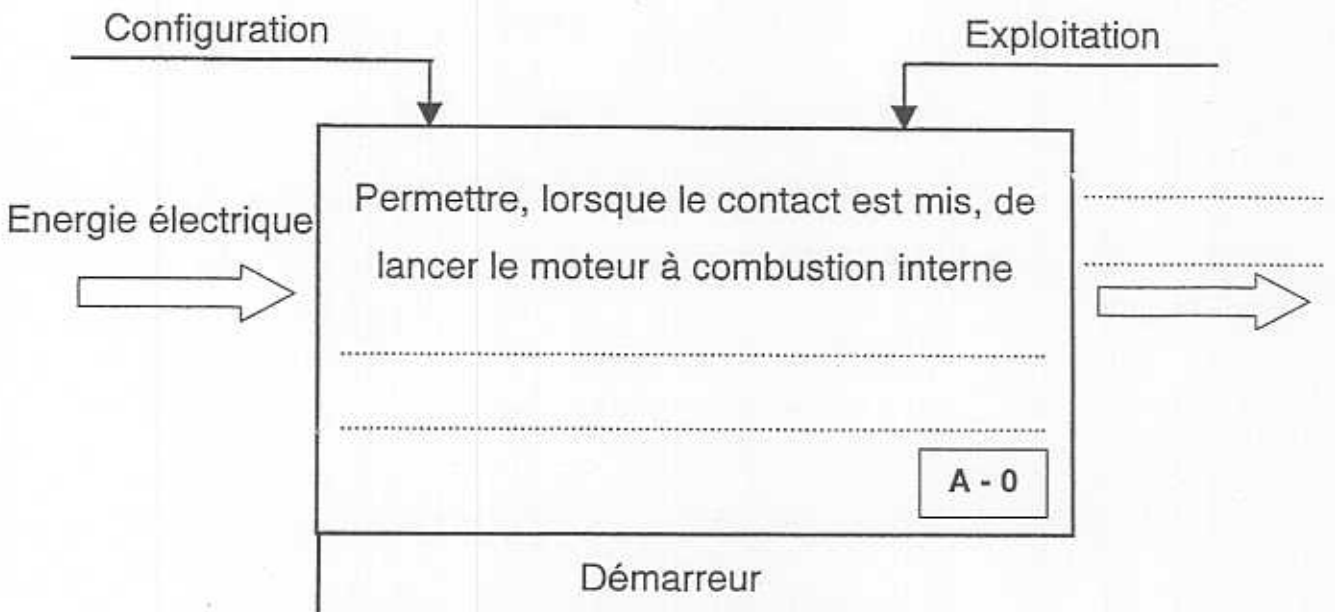 Configuration
Exploitation
Energie électrique
Permettre, lorsque le contact est mis, de
lancer le moteur à combustion interne
A - 0
Démarreur